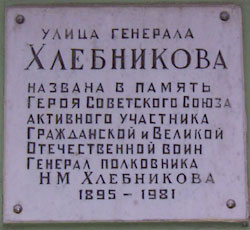 УЛИЦА ГЕНЕРАЛА
ХЛЕБНИКОВА
НАЗВАНА В ПАМЯТЬ
ГЕРОЯ СОВЕТСКОГО СОЮЗА
АКТИВНОГО УЧАСТНИКА
ГРАЖДАНСКОЙ И ВЕЛИКОЙ
ОТЕЧЕСТВЕННОЙ ВОЙН
ГЕНЕРАЛ ПОЛКОВНИКА
НМ ХЛЕБНИКОВА
1895 - 1981